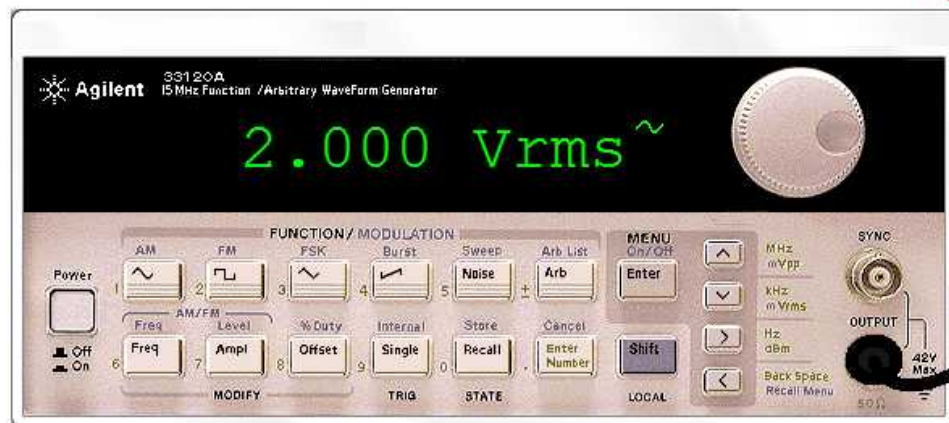 Agilent 33120A
15 MHz Function / Arbitrary WaveForm Genorator
2.000 Vrms~
FUNCTION / MODULATION
AM FM FSK Burst Sweep Arb List
1 2 3 4 5 Noise ± Arb
MENU
On/Off
Enter
Power
Off
On
AM/FM
Freq Level % Duty Internal Store Cancel
6 Freq 7 Ampl 8 Offset 9 Single 0 Recall . Enter Number
Shift
MODIFY TRIG STATE LOCAL
^ MHz
mVpp
kHz
m Vrms
> Hz
dBm
< Back Space
Recall Menu
SYNC
OUTPUT
42V
Max
50Ω